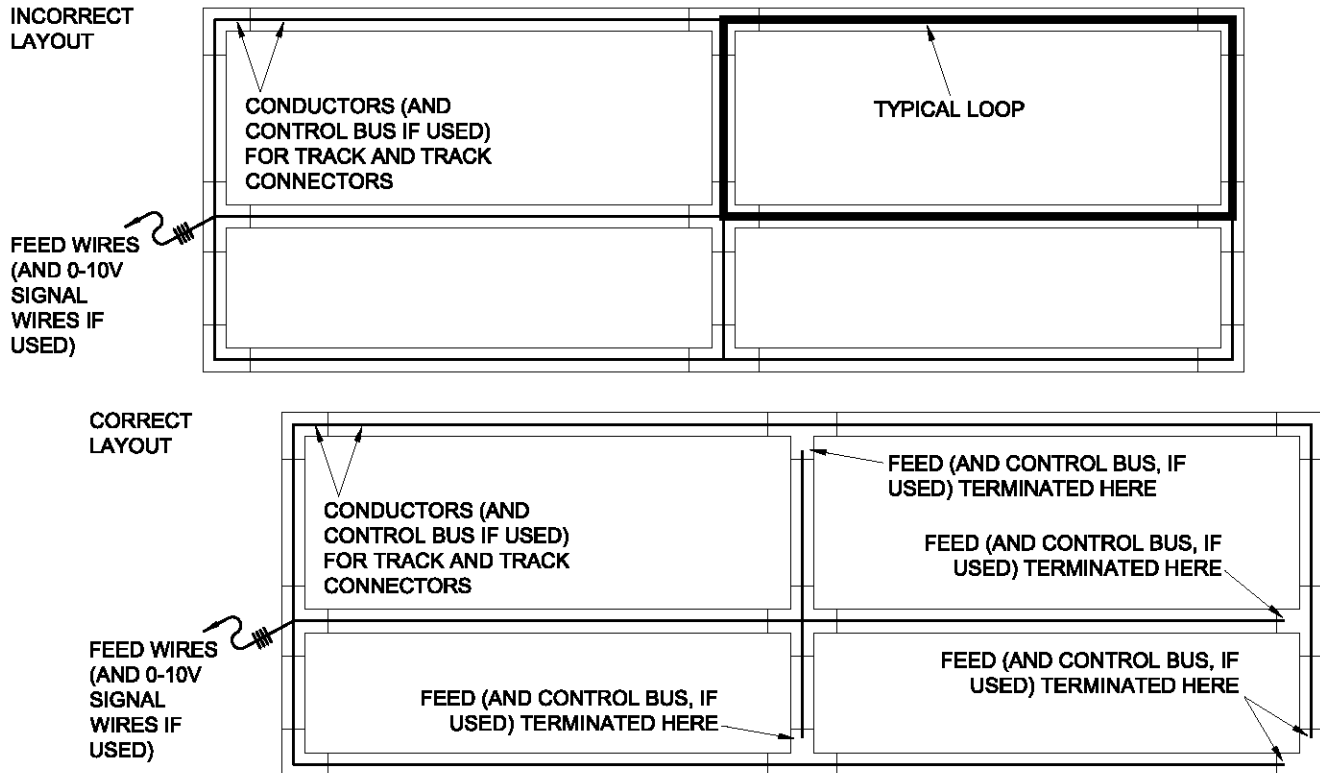 INCORRECT
LAYOUT
CONDUCTORS (AND
CONTROL BUS IF USED)
FOR TRACK AND TRACK
CONNECTORS
TYPICAL LOOP
FEED WIRES
(AND 0-10V
SIGNAL
WIRES IF
USED)
CORRECT
LAYOUT
CONDUCTORS (AND
CONTROL BUS IF USED)
FOR TRACK AND TRACK
CONNECTORS
FEED (AND CONTROL BUS, IF
USED) TERMINATED HERE
FEED (AND CONTROL BUS, IF
USED) TERMINATED HERE
FEED WIRES
(AND 0-10V
SIGNAL
WIRES IF
USED)
FEED (AND CONTROL BUS, IF
USED) TERMINATED HERE
FEED (AND CONTROL BUS, IF
USED) TERMINATED HERE